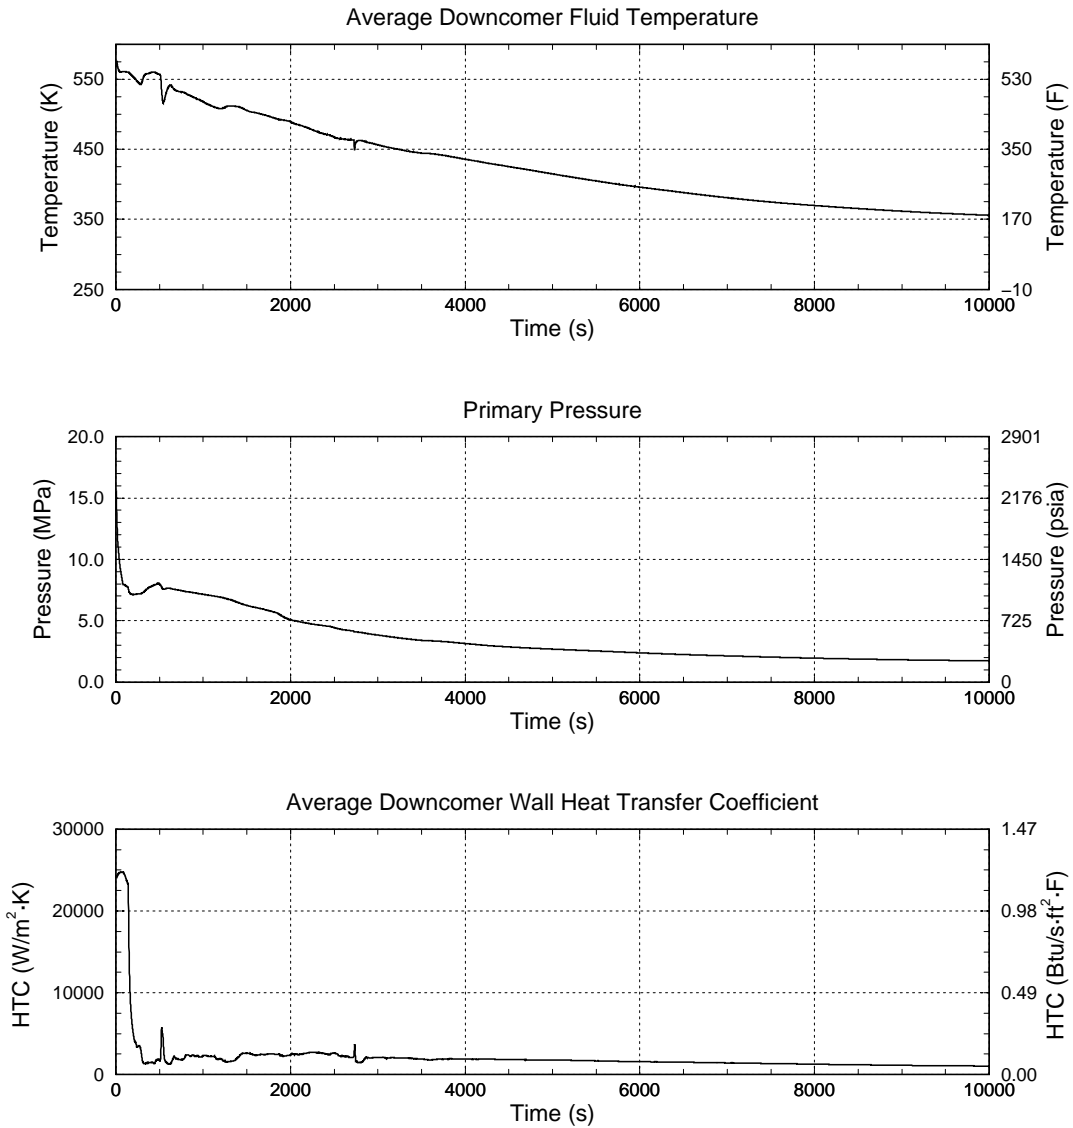 Average Downcomer Fluid Temperature
Temperature (K)
550
450
350
250
Temperature (F)
530
350
170
−10
0 2000 4000 6000 8000 10000
Time (s)
Primary Pressure
Pressure (MPa)
20.0
15.0
10.0
5.0
0.0
Pressure (psia)
2901
2176
1450
725
0
0 2000 4000 6000 8000 10000
Time (s)
Average Downcomer Wall Heat Transfer Coefficient
HTC (W/m²·K)
30000
20000
10000
0
HTC (Btu/s·ft²·F)
1.47
0.98
0.49
0.00
0 2000 4000 6000 8000 10000
Time (s)